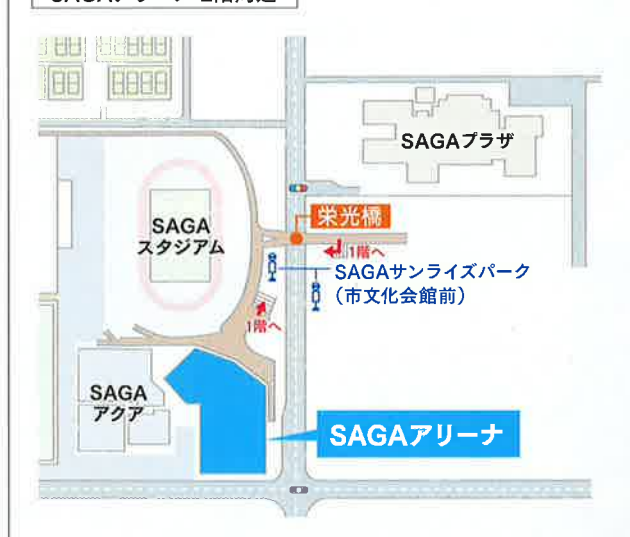 SAGAプラザ
栄光橋
SAGA
スタジアム
1階へ
SAGAサンライズパーク
（市文化会館前）
1階へ
SAGA
アクア
SAGAアリーナ